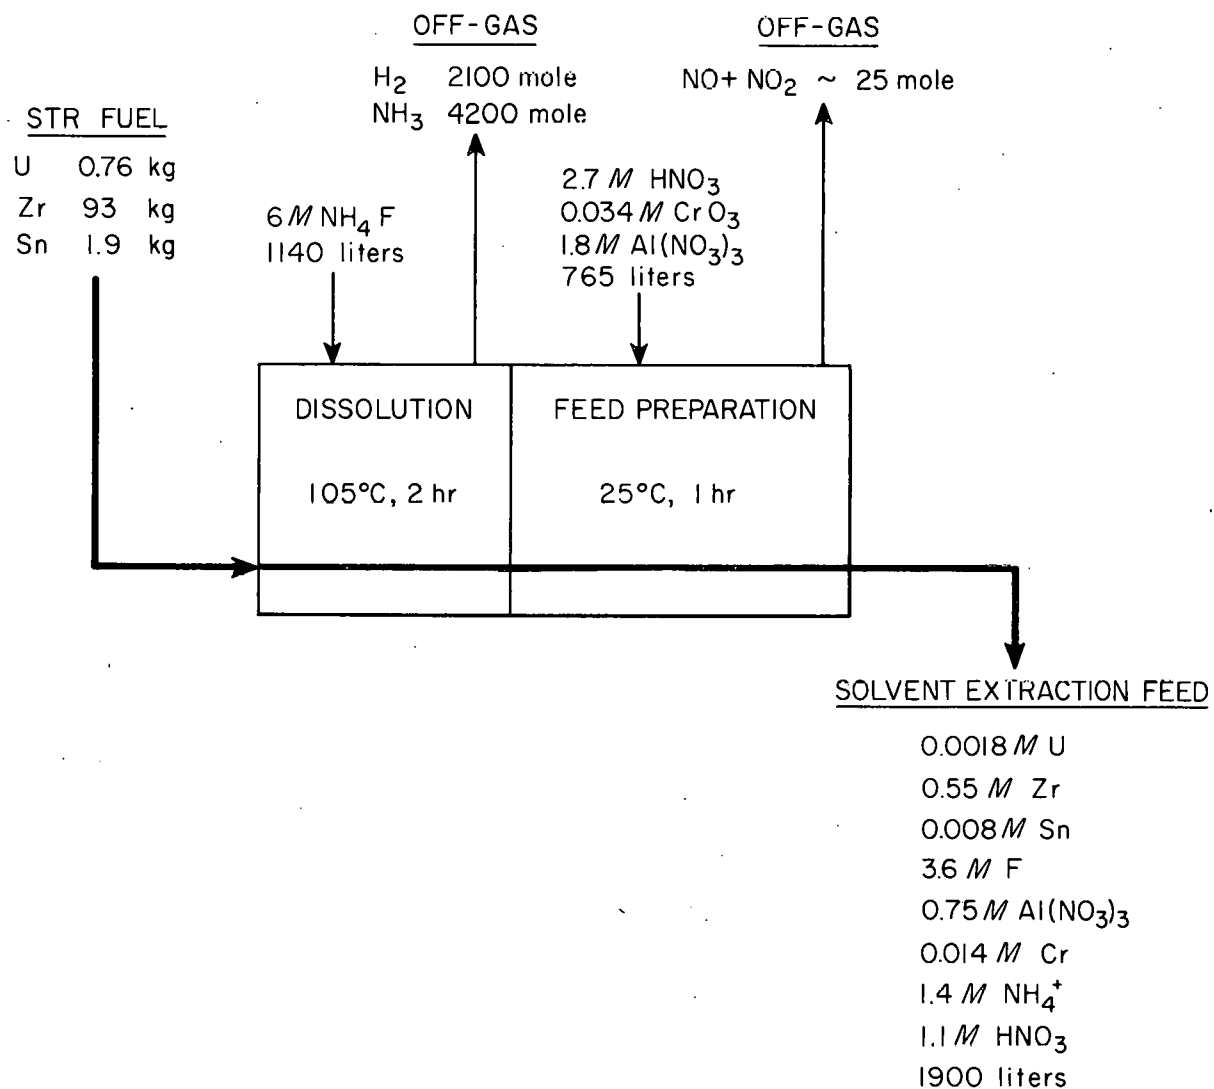 OFF-GAS
H₂ 2100 mole
NH₃ 4200 mole
OFF-GAS
NO + NO₂ ~ 25 mole
STR FUEL
U 0.76 kg
Zr 93 kg
Sn 1.9 kg
6 M NH₄F
1140 liters
2.7 M HNO₃
0.034 M CrO₃
1.8 M Al(NO₃)₃
765 liters
DISSOLUTION
105°C, 2 hr
FEED PREPARATION
25°C, 1 hr
SOLVENT EXTRACTION FEED
0.0018 M U
0.55 M Zr
0.008 M Sn
3.6 M F
0.75 M Al(NO₃)₃
0.014 M Cr
1.4 M NH₄⁺
1.1 M HNO₃
1900 liters